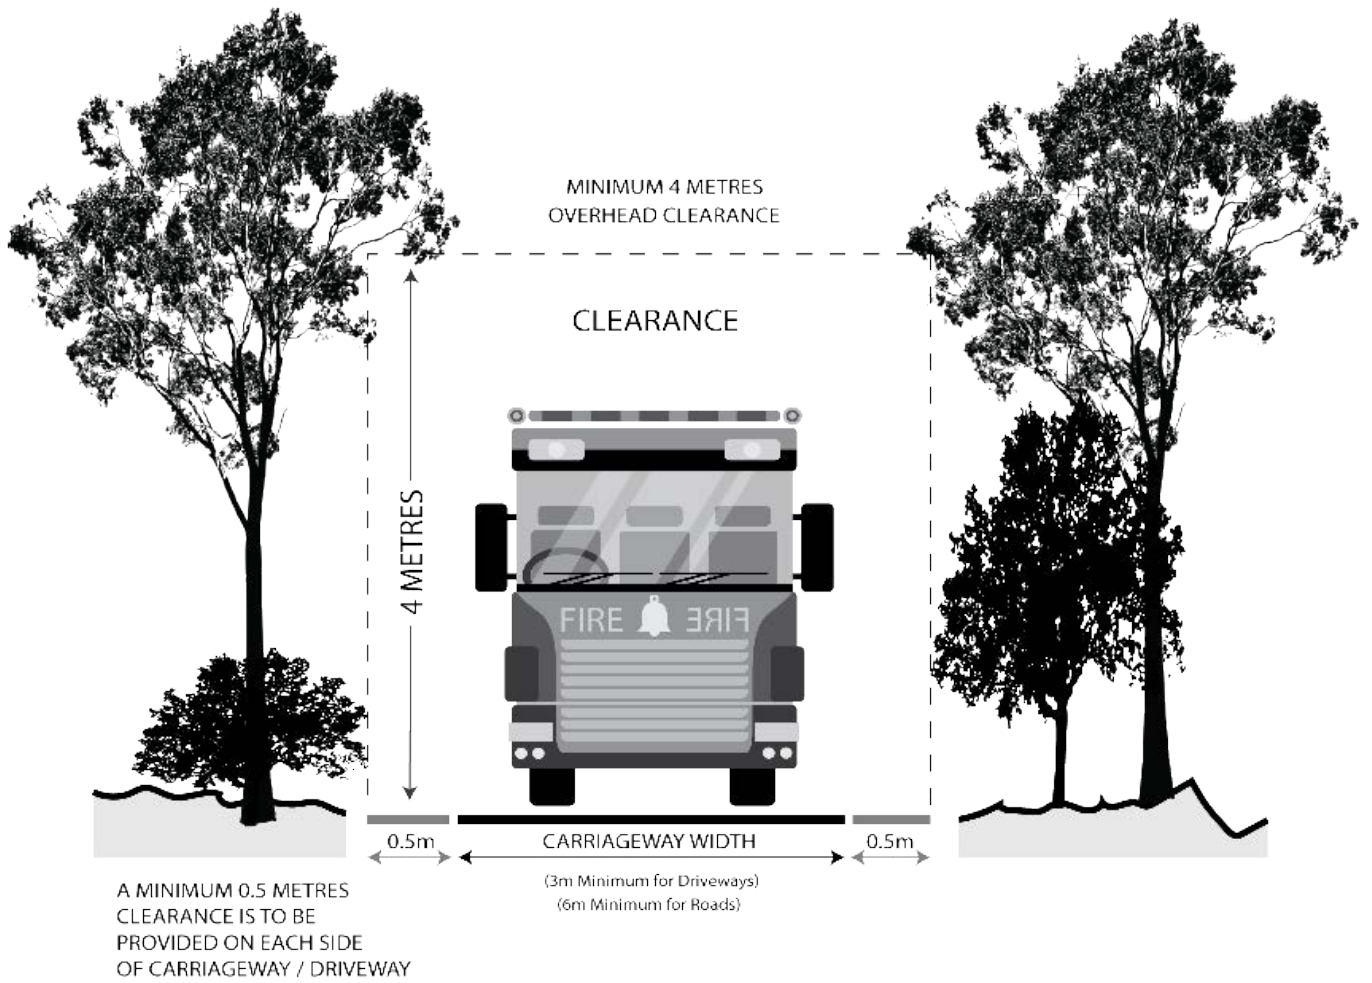 MINIMUM 4 METRES
OVERHEAD CLEARANCE
CLEARANCE
4 METRES
FIRE FIRE
0.5m
CARRIAGEWAY WIDTH
0.5m
(3m Minimum for Driveways)
(6m Minimum for Roads)
A MINIMUM 0.5 METRES
CLEARANCE IS TO BE
PROVIDED ON EACH SIDE
OF CARRIAGEWAY / DRIVEWAY